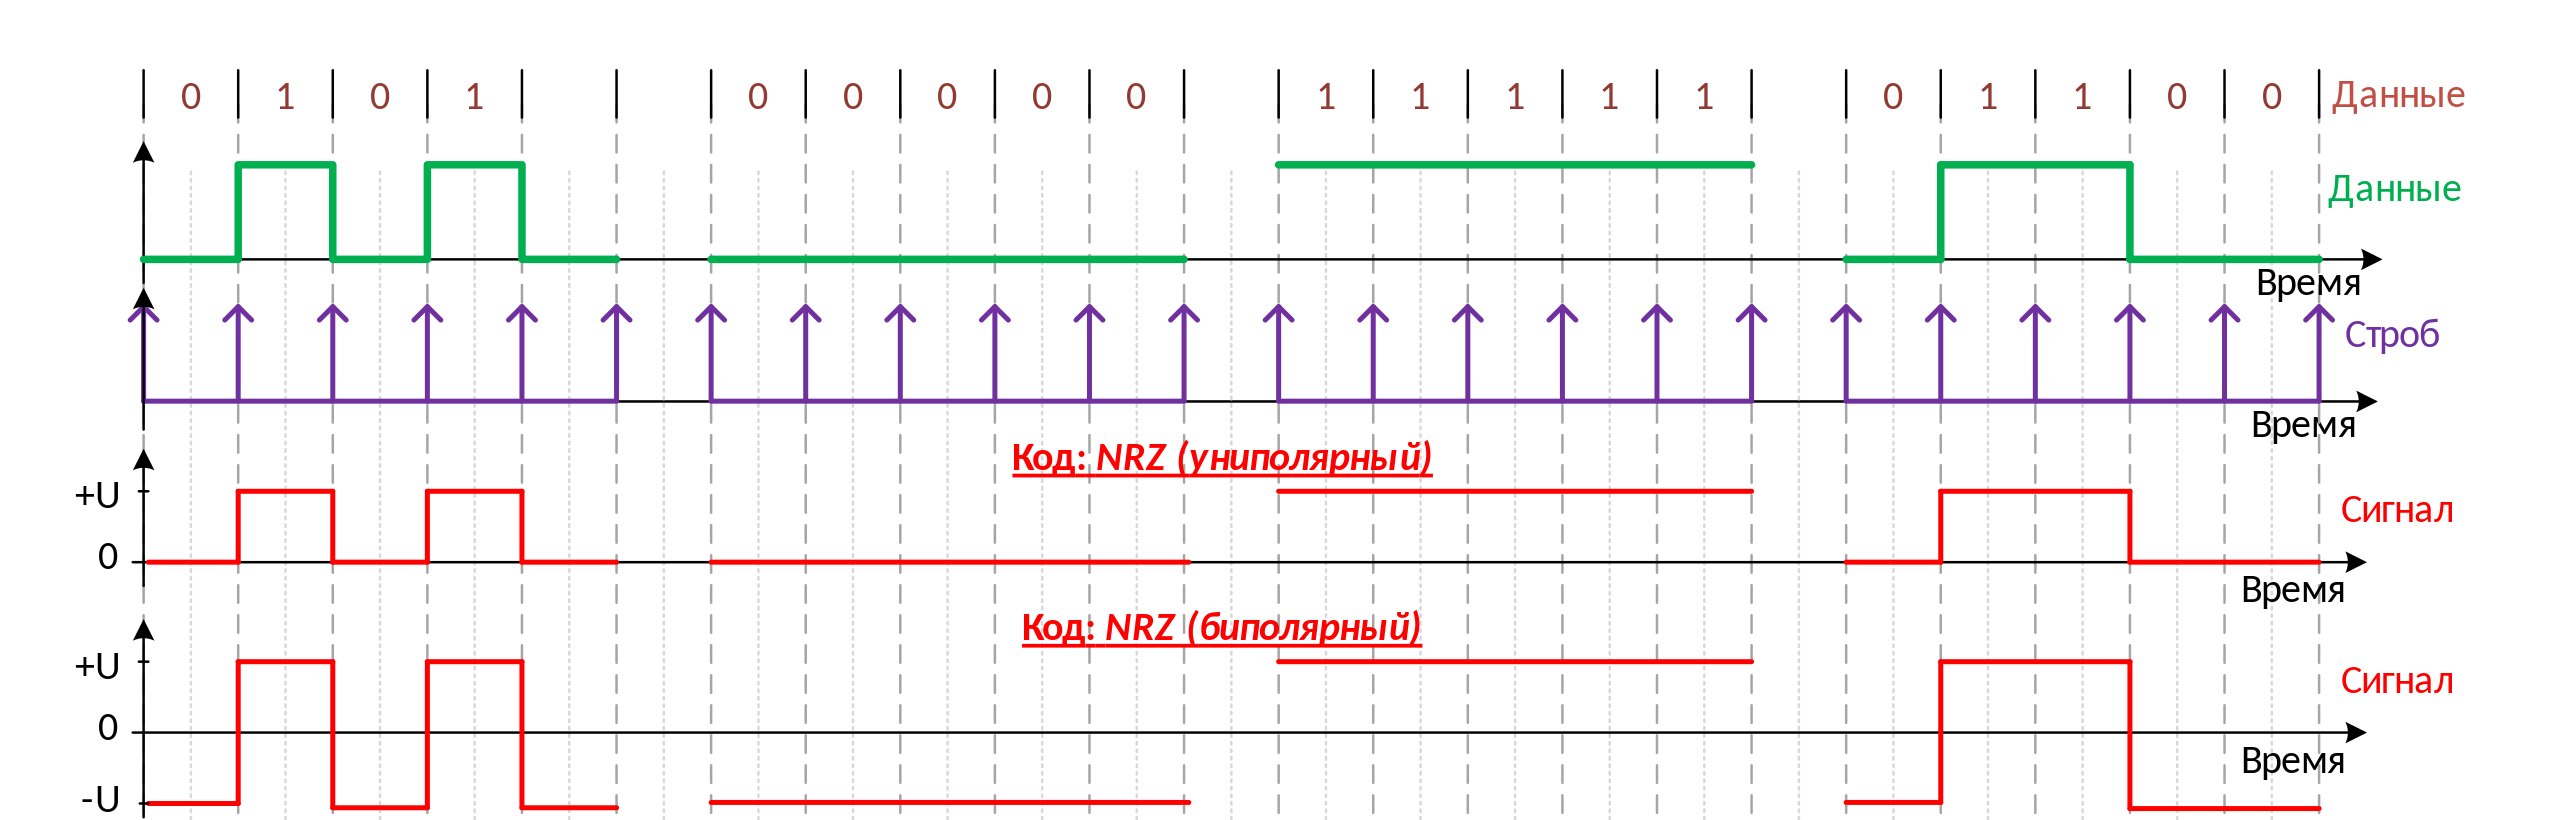 0 1 0 1 0 0 0 0 0 1 1 1 1 1 0 1 1 0 0 Данные
Данные
Время
Строб
Время
Код: NRZ (униполярный)
+U
Сигнал
0
Время
Код: NRZ (биполярный)
+U
Сигнал
0
Время
-U